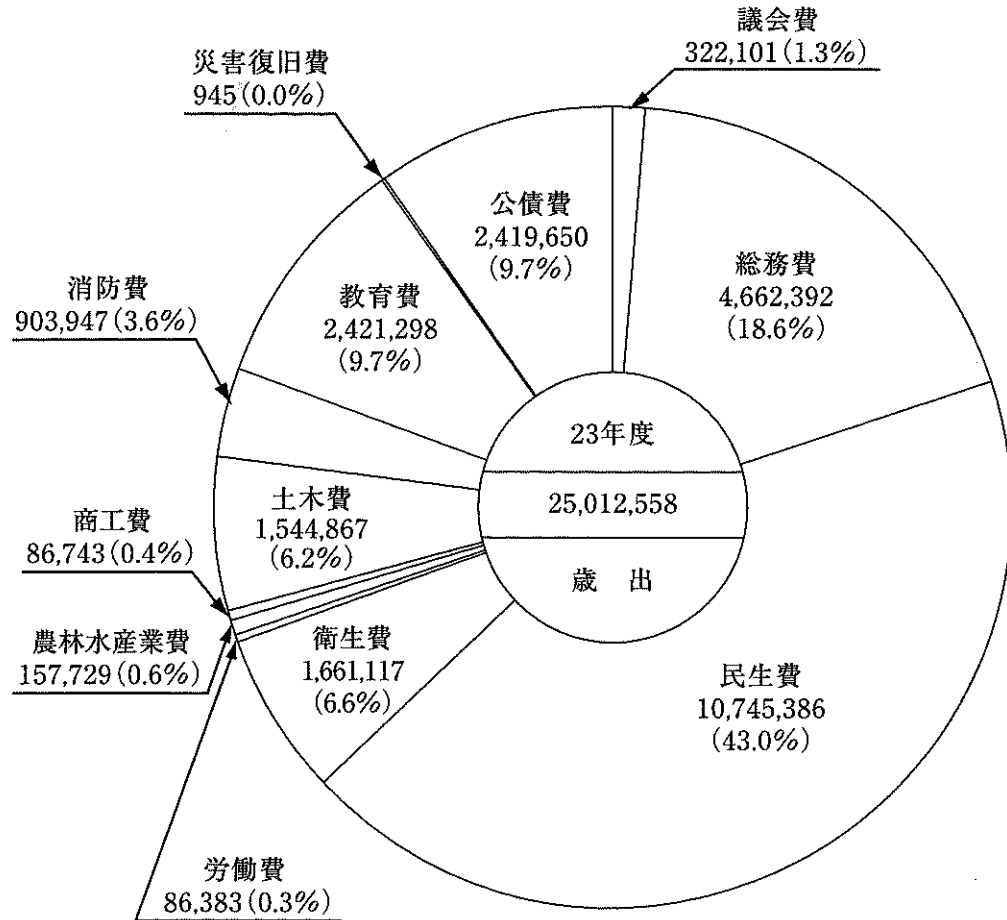 議会費
322,101(1.3%)
災害復旧費
945(0.0%)
公債費
2,419,650
(9.7%)
総務費
4,662,392
(18.6%)
消防費
903,947(3.6%)
教育費
2,421,298
(9.7%)
23年度
25,012,558
歳 出
土木費
1,544,867
(6.2%)
商工費
86,743(0.4%)
農林水産業費
157,729(0.6%)
衛生費
1,661,117
(6.6%)
民生費
10,745,386
(43.0%)
労働費
86,383(0.3%)